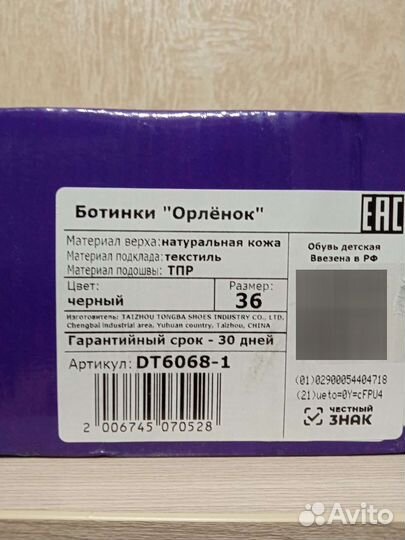 Ботинки "Орлёнок"
EAC
Материал верха: натуральная кожа
Материал подклада: текстиль
Материал подошвы: ТПР
Обувь детская
Ввезена в РФ
Цвет:
черный
Размер:
36
Изготовитель: TAIZHOU TONGBA SHOES INDUSTRY CO., LTD.
Chengbai industrial area, Yuhuan country, Taizhou, CHINA
Гарантийный срок - 30 дней
Артикул: DT6068-1
2 006745 070528
(01)02900054404718
(21)ueto=0Y=cFPU4
ЧЕСТНЫЙ
ЗНАК
Avito